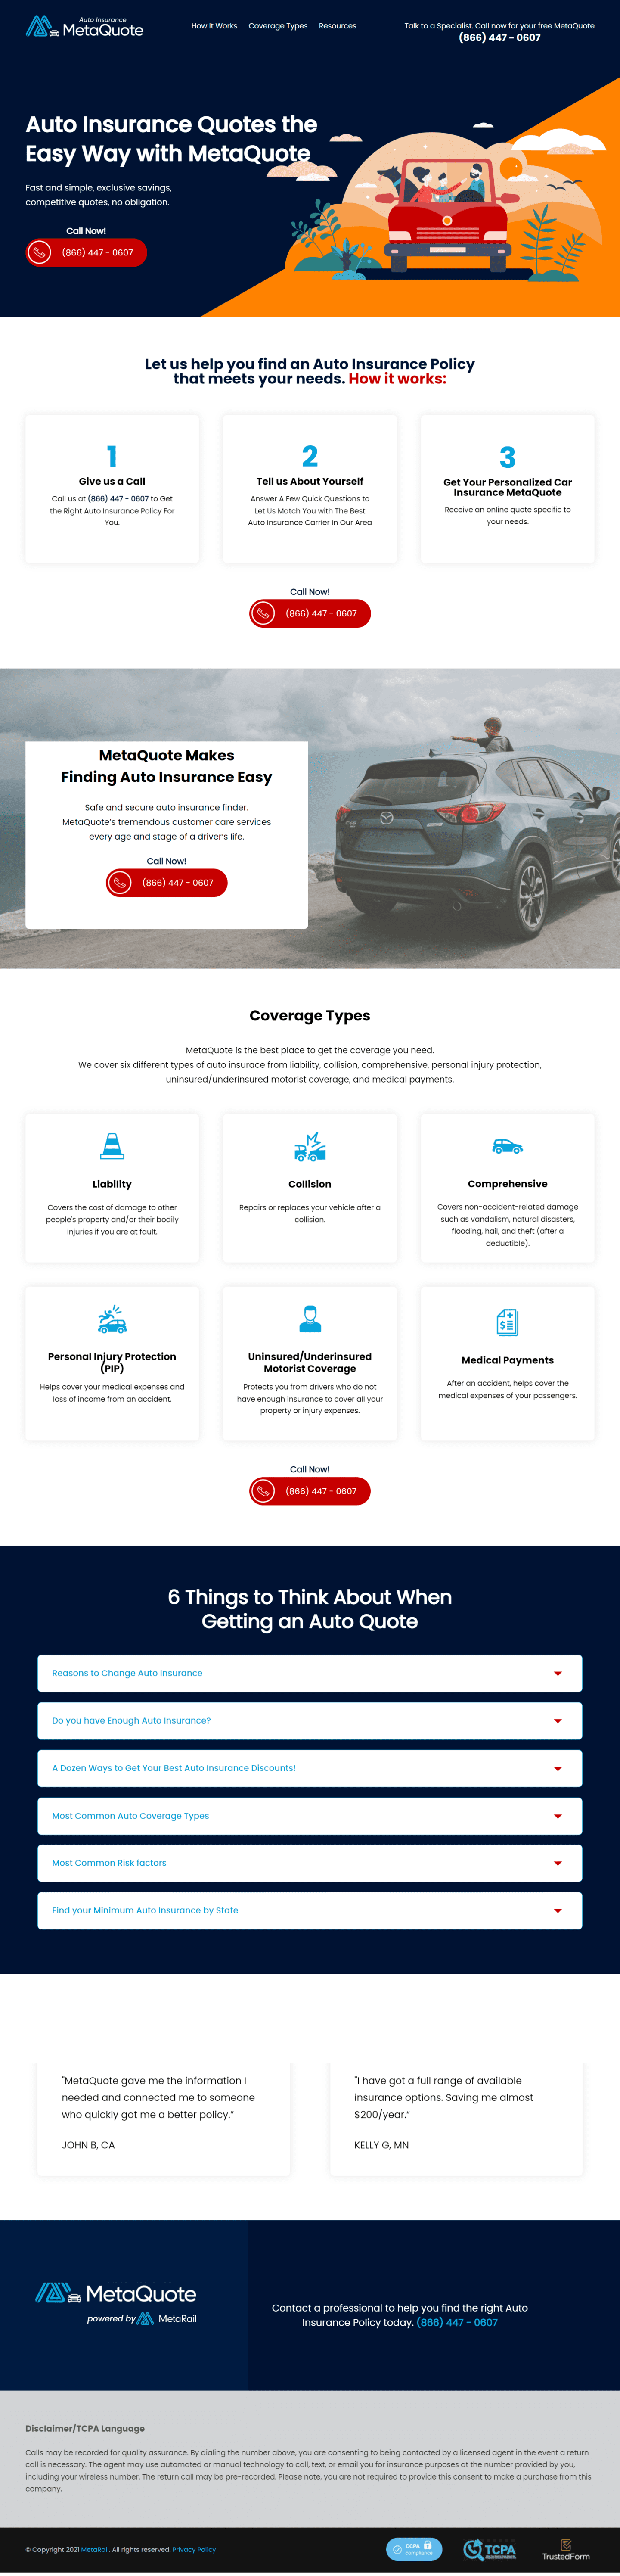 Auto Insurance
MetaQuote
How It Works
Coverage Types
Resources
Talk to a Specialist. Call now for your free MetaQuote
(866) 447 - 0607
Auto Insurance Quotes the
Easy Way with MetaQuote
Fast and simple, exclusive savings,
competitive quotes, no obligation.
Call Now!
(866) 447 - 0607
Let us help you find an Auto Insurance Policy
that meets your needs. How it works:
1
Give us a Call
Call us at (866) 447 - 0607 to Get
the Right Auto Insurance Policy For
You.
2
Tell us About Yourself
Answer A Few Quick Questions to
Let Us Match You with The Best
Auto Insurance Carrier In Our Area
3
Get Your Personalized Car
Insurance MetaQuote
Receive an online quote specific to
your needs.
Call Now!
(866) 447 - 0607
MetaQuote Makes
Finding Auto Insurance Easy
Safe and secure auto insurance finder.
MetaQuote’s tremendous customer care services
every age and stage of a driver’s life.
Call Now!
(866) 447 - 0607
Coverage Types
MetaQuote is the best place to get the coverage you need.
We cover six different types of auto insurace from liability, collision, comprehensive, personal injury protection,
uninsured/underinsured motorist coverage, and medical payments.
Liability
Covers the cost of damage to other
people's property and/or their bodily
injuries if you are at fault.
Collision
Repairs or replaces your vehicle after a
collision.
Comprehensive
Covers non-accident-related damage
such as vandalism, natural disasters,
flooding, hail, and theft (after a
deductible).
Personal Injury Protection
(PIP)
Helps cover your medical expenses and
loss of income from an accident.
Uninsured/Underinsured
Motorist Coverage
Protects you from drivers who do not
have enough insurance to cover all your
property or injury expenses.
Medical Payments
After an accident, helps cover the
medical expenses of your passengers.
Call Now!
(866) 447 - 0607
6 Things to Think About When
Getting an Auto Quote
Reasons to Change Auto Insurance
Do you have Enough Auto Insurance?
A Dozen Ways to Get Your Best Auto Insurance Discounts!
Most Common Auto Coverage Types
Most Common Risk factors
Find your Minimum Auto Insurance by State
"MetaQuote gave me the information I
needed and connected me to someone
who quickly got me a better policy.”
JOHN B, CA
"I have got a full range of available
insurance options. Saving me almost
$200/year.”
KELLY G, MN
MetaQuote
powered by MetaRail
Contact a professional to help you find the right Auto
Insurance Policy today. (866) 447 - 0607
Disclaimer/TCPA Language
Calls may be recorded for quality assurance. By dialing the number above, you are consenting to being contacted by a licensed agent in the event a return
call is necessary. The agent may use automated or manual technology to call, text, or email you for insurance purposes at the number provided by you,
including your wireless number. The return call may be pre-recorded. Please note, you are not required to provide this consent to make a purchase from this
company.
© Copyright 2021 MetaRail. All rights reserved. Privacy Policy
CCPA
compliance
TCPA
TrustedForm